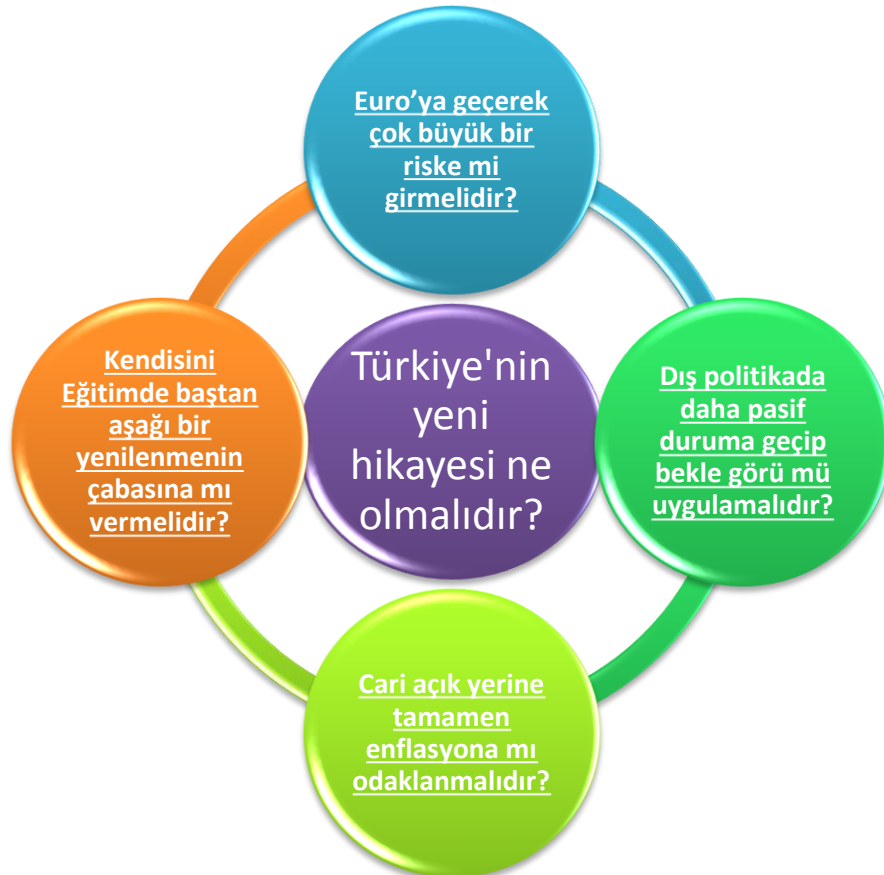 Euro’ya geçerek
çok büyük bir
riske mi
girmelidir?
Kendisini
Eğitimde baştan
aşağı bir
yenilenmenin
çabasına mı
vermelidir?
Türkiye'nin
yeni
hikayesi ne
olmalıdır?
Dış politikada
daha pasif
duruma geçip
bekle görü mü
uygulamalıdır?
Cari açık yerine
tamamen
enflasyona mı
odaklanmalıdır?